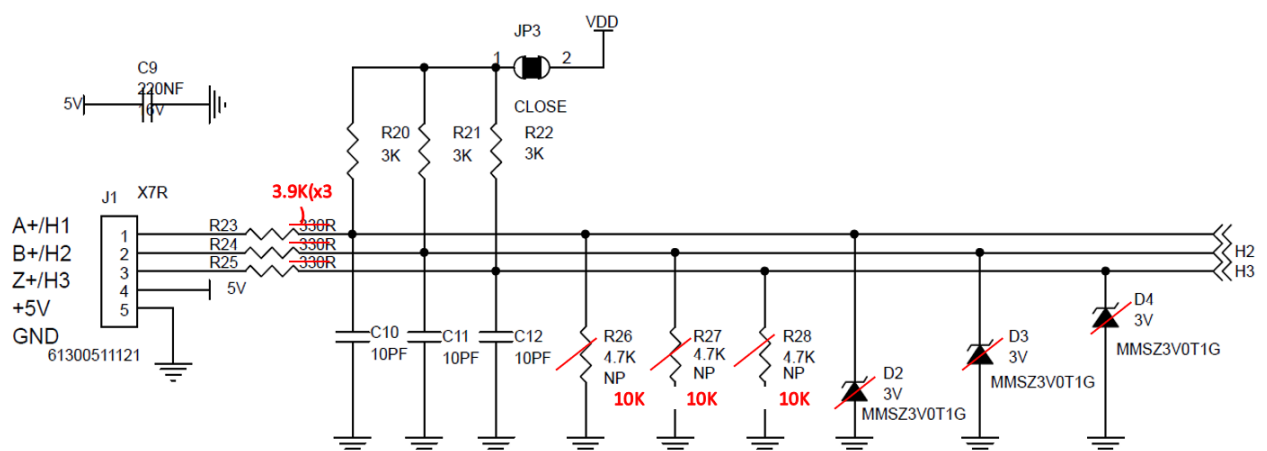 VDD
JP3
1
2
CLOSE
C9
220NF
16V
5V
X7R
R20
3K
R21
3K
R22
3K
3.9K(x3
)
J1
A+/H1
B+/H2
Z+/H3
+5V
GND
1
2
3
4
5
61300511121
R23
330R
R24
330R
R25
330R
5V
H2
H3
C10
10PF
C11
10PF
C12
10PF
R26
4.7K
NP
10K
R27
4.7K
NP
10K
R28
4.7K
NP
10K
D2
3V
MMSZ3V0T1G
D3
3V
MMSZ3V0T1G
D4
3V
MMSZ3V0T1G